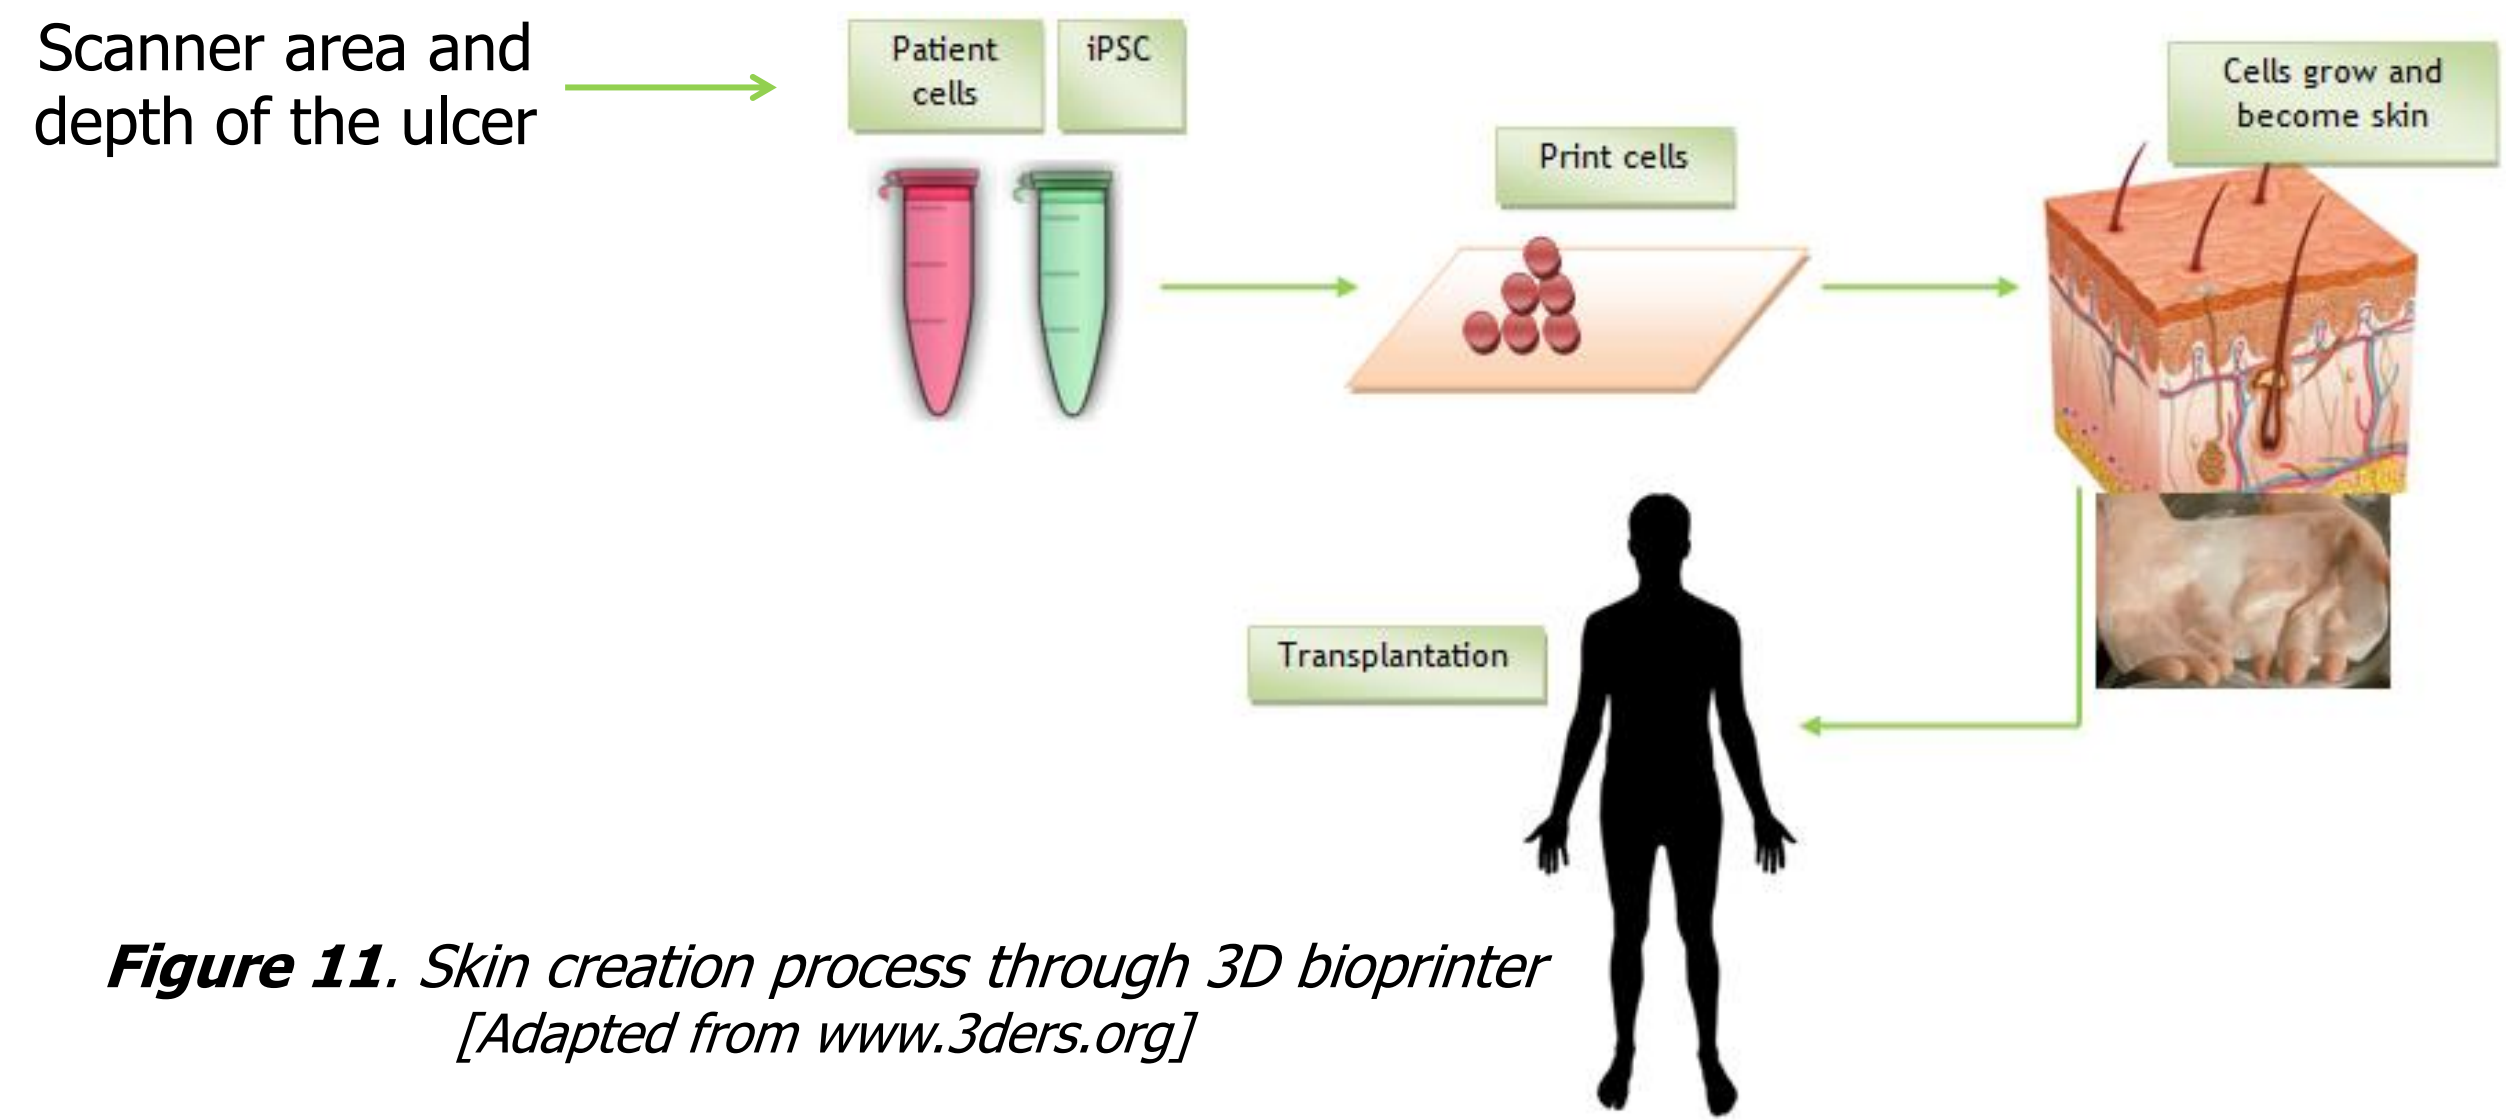 Scanner area and
depth of the ulcer
Patient
cells
iPSC
Print cells
Cells grow and
become skin
Transplantation
Figure 11. Skin creation process through 3D bioprinter
[Adapted from www.3ders.org]